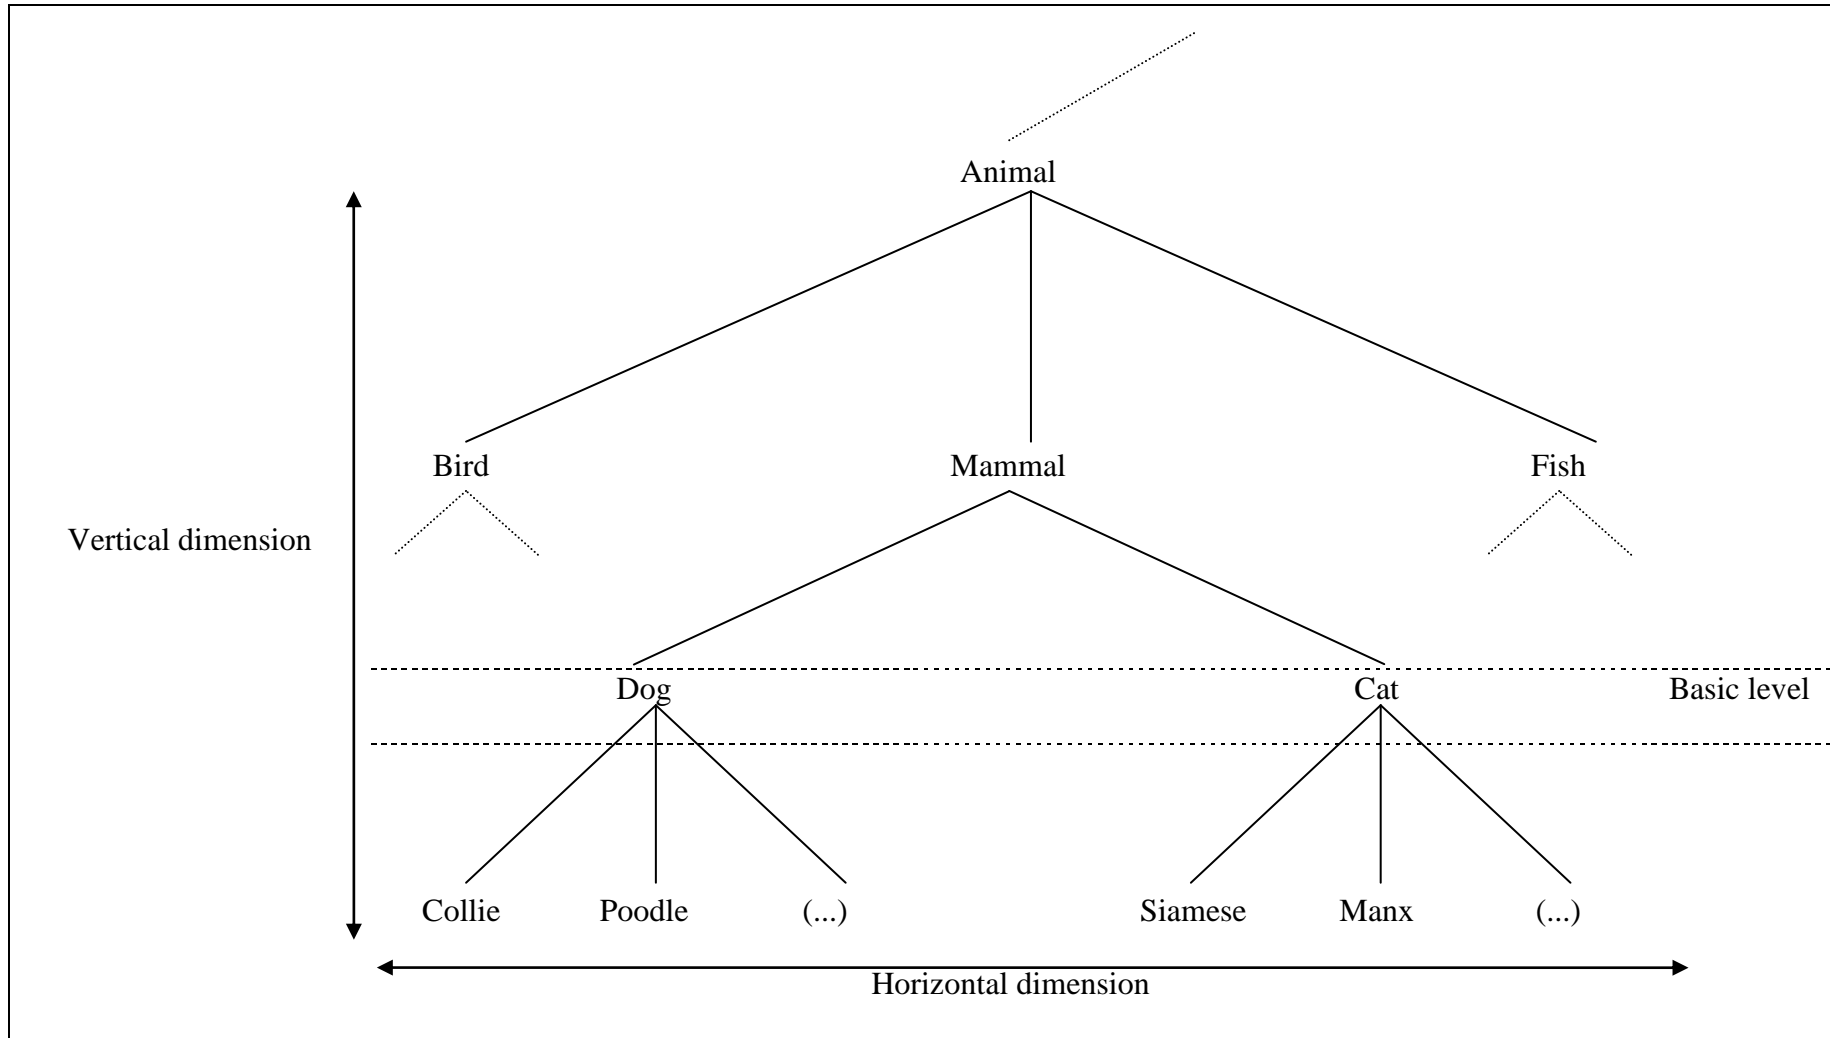 Animal
Bird Mammal Fish
Vertical dimension
Dog Cat Basic level
Collie Poodle (...) Siamese Manx (...)
Horizontal dimension